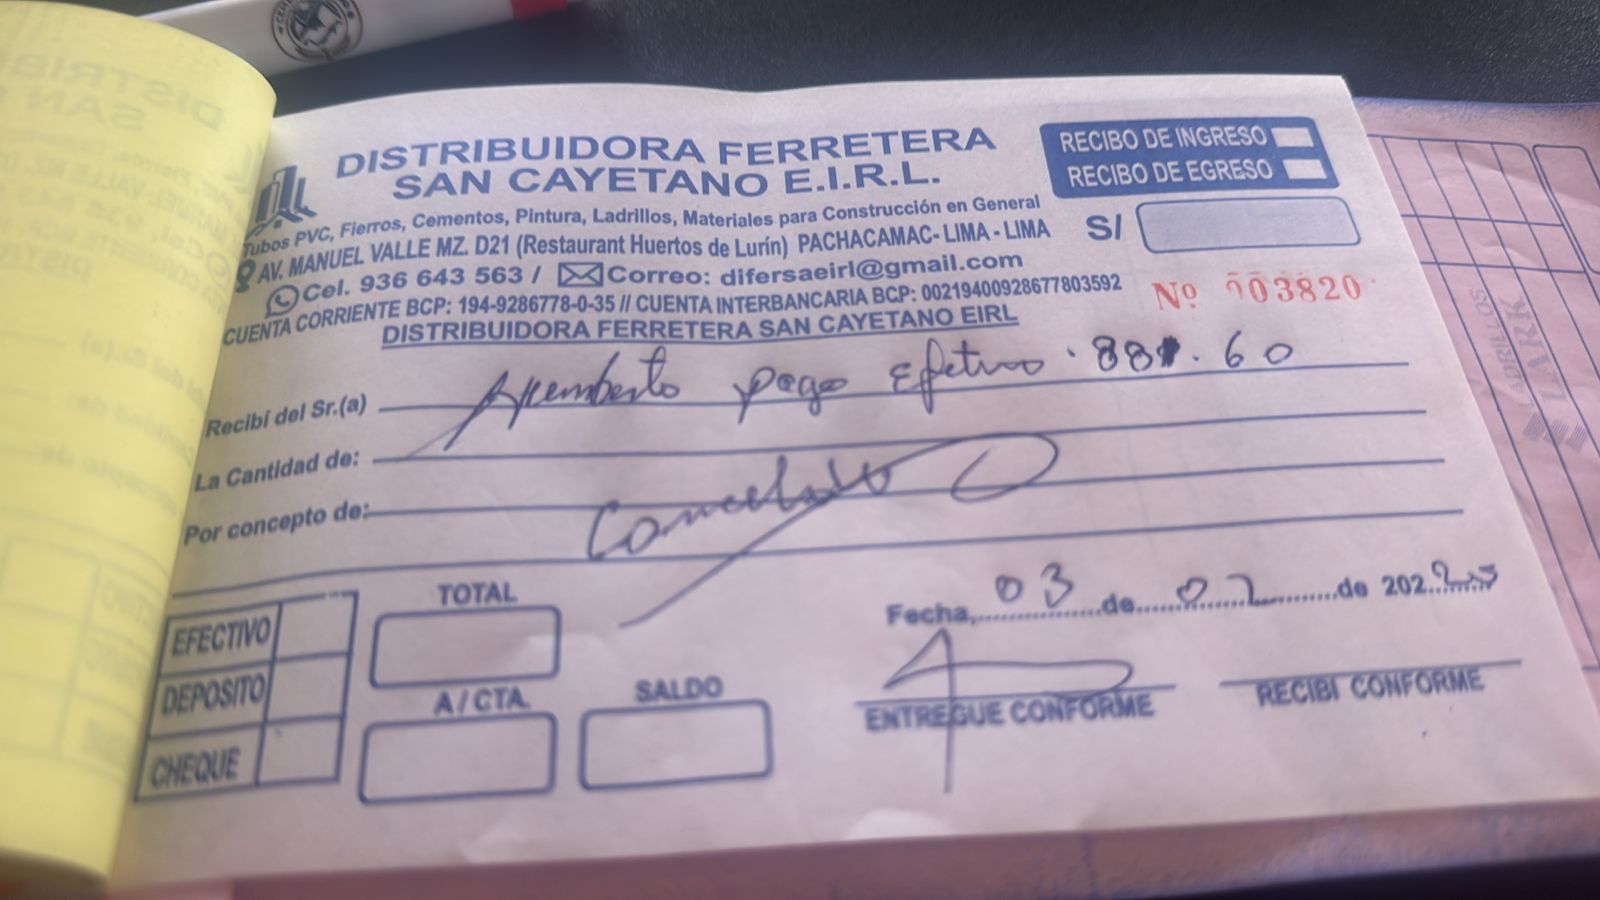 DISTRIBUIDORA FERRETERA
SAN CAYETANO E.I.R.L.
Tubos PVC, Fierros, Cementos, Pintura, Ladrillos, Materiales para Construcción en General
AV. MANUEL VALLE MZ. D21 (Restaurant Huertos de Lurín) PACHACAMAC- LIMA - LIMA
Cel. 936 643 563 / Correo: difersaeirl@gmail.com
CUENTA CORRIENTE BCP: 194-9286778-0-35 // CUENTA INTERBANCARIA BCP: 00219400928677803592
DISTRIBUIDORA FERRETERA SAN CAYETANO EIRL
RECIBO DE INGRESO
RECIBO DE EGRESO
S/
Nº 003820
Recibí del Sr.(a) pago Efetivo
La Cantidad de:
Por concepto de: Cancelado
EFECTIVO
DEPOSITO
CHEQUE
TOTAL
A / CTA.
SALDO
Fecha, 03 de 02 de 202
ENTREGUE CONFORME
RECIBI CONFORME
LADRILLOS
LARK